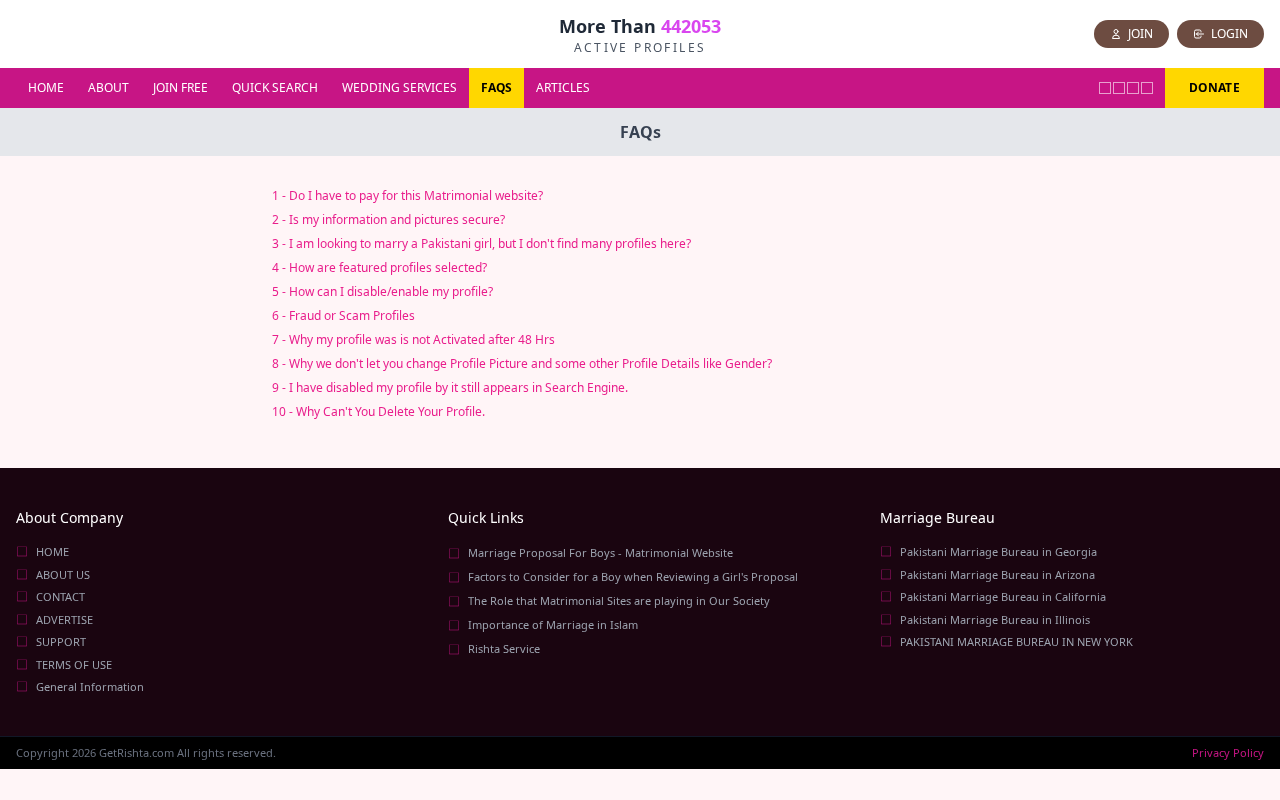 More Than 442053
ACTIVE PROFILES
JOIN
LOGIN
HOME
ABOUT
JOIN FREE
QUICK SEARCH
WEDDING SERVICES
FAQS
ARTICLES
DONATE
FAQs
1 - Do I have to pay for this Matrimonial website?
2 - Is my information and pictures secure?
3 - I am looking to marry a Pakistani girl, but I don't find many profiles here?
4 - How are featured profiles selected?
5 - How can I disable/enable my profile?
6 - Fraud or Scam Profiles
7 - Why my profile was is not Activated after 48 Hrs
8 - Why we don't let you change Profile Picture and some other Profile Details like Gender?
9 - I have disabled my profile by it still appears in Search Engine.
10 - Why Can't You Delete Your Profile.
About Company
HOME
ABOUT US
CONTACT
ADVERTISE
SUPPORT
TERMS OF USE
General Information
Quick Links
Marriage Proposal For Boys - Matrimonial Website
Factors to Consider for a Boy when Reviewing a Girl's Proposal
The Role that Matrimonial Sites are playing in Our Society
Importance of Marriage in Islam
Rishta Service
Marriage Bureau
Pakistani Marriage Bureau in Georgia
Pakistani Marriage Bureau in Arizona
Pakistani Marriage Bureau in California
Pakistani Marriage Bureau in Illinois
PAKISTANI MARRIAGE BUREAU IN NEW YORK
Copyright 2026 GetRishta.com All rights reserved.
Privacy Policy